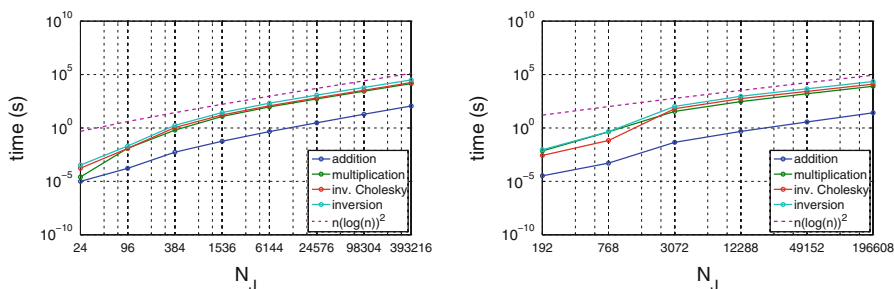 10^10
10^5
10^0
10^-5
10^-10
time (s)
24 96 384 1536 6144 24576 98304 393216
N_J
addition
multiplication
inv. Cholesky
inversion
n(log(n))^2
10^10
10^5
10^0
10^-5
10^-10
time (s)
192 768 3072 12288 49152 196608
N_J
addition
multiplication
inv. Cholesky
inversion
n(log(n))^2